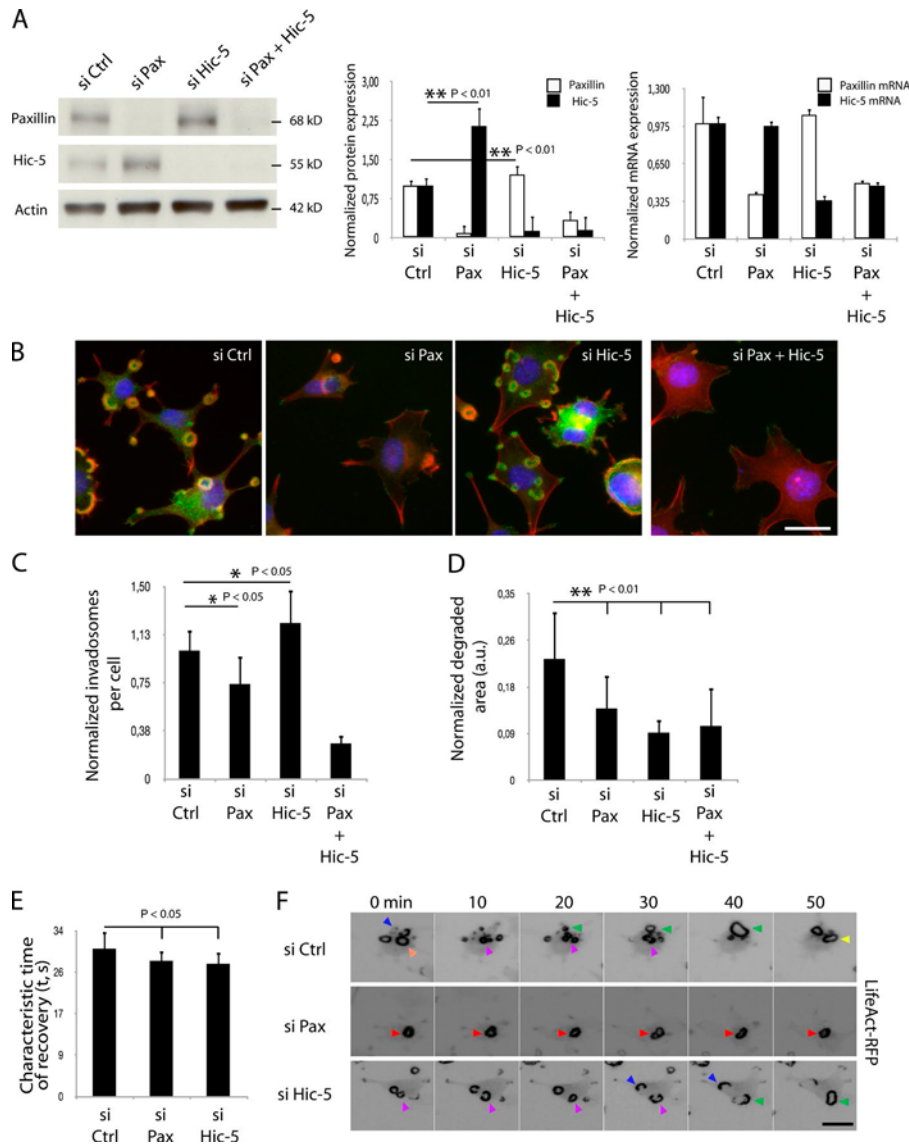 A
si Ctrl
si Pax
si Hic-5
si Pax + Hic-5
Paxillin
68 kD
Hic-5
55 kD
Actin
42 kD
Normalized protein expression
3,00
2,25
1,50
0,75
0
** P < 0.01
** P < 0.01
Paxillin
Hic-5
si Ctrl
si Pax
si Hic-5
si Pax + Hic-5
Normalized mRNA expression
1,300
0,975
0,650
0,325
0
Paxillin mRNA
Hic-5 mRNA
si Ctrl
si Pax
si Hic-5
si Pax + Hic-5
B
si Ctrl
si Pax
si Hic-5
si Pax + Hic-5
C
Normalized invadosomes per cell
1,50
1,13
0,75
0,38
0
* P < 0.05
* P < 0.05
si Ctrl
si Pax
si Hic-5
si Pax + Hic-5
D
Normalized degraded area (a.u.)
0,36
0,26
0,18
0,09
0
** P < 0.01
si Ctrl
si Pax
si Hic-5
si Pax + Hic-5
E
Characteristic time of recovery (t, s)
34
26
17
9
0
P < 0.05
si Ctrl
si Pax
si Hic-5
F
0 min 10 20 30 40 50
si Ctrl
si Pax
si Hic-5
LifeAct-RFP